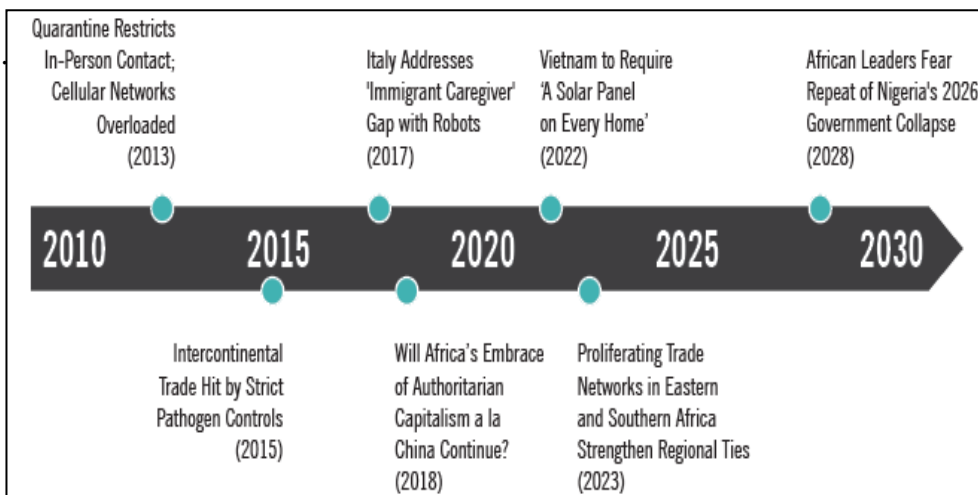 Quarantine Restricts
In-Person Contact;
Cellular Networks
Overloaded
(2013)
Italy Addresses
'Immigrant Caregiver'
Gap with Robots
(2017)
Vietnam to Require
‘A Solar Panel
on Every Home’
(2022)
African Leaders Fear
Repeat of Nigeria's 2026
Government Collapse
(2028)
2010 2015 2020 2025 2030
Intercontinental
Trade Hit by Strict
Pathogen Controls
(2015)
Will Africa’s Embrace
of Authoritarian
Capitalism a la
China Continue?
(2018)
Proliferating Trade
Networks in Eastern
and Southern Africa
Strengthen Regional Ties
(2023)